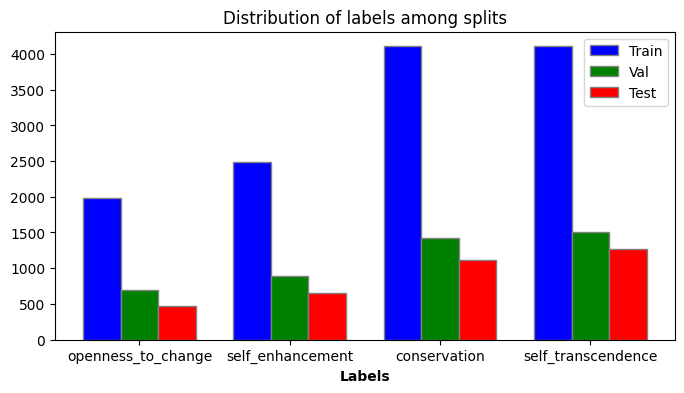 Distribution of labels among splits
Train
Val
Test
4000
3500
3000
2500
2000
1500
1000
500
0
openness_to_change self_enhancement conservation self_transcendence
Labels